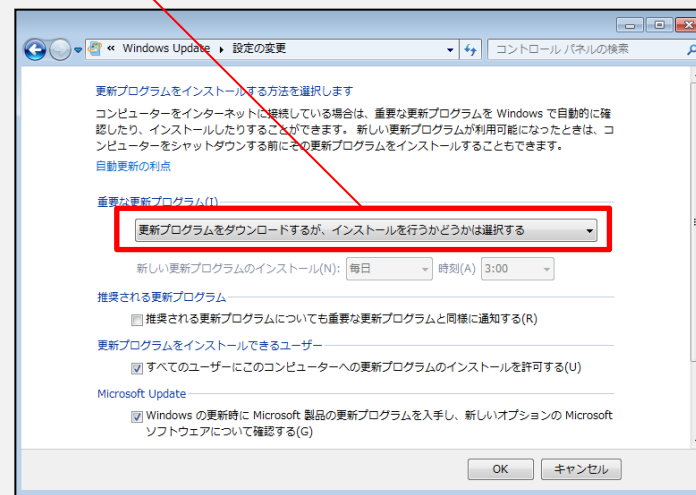 « Windows Update ▸ 設定の変更
コントロール パネルの検索
更新プログラムをインストールする方法を選択します
コンピューターをインターネットに接続している場合は、重要な更新プログラムを Windows で自動的に確
認したり、インストールしたりすることができます。 新しい更新プログラムが利用可能になったときは、コ
ンピューターをシャットダウンする前にその更新プログラムをインストールすることもできます。
自動更新の利点
重要な更新プログラム(I)
更新プログラムをダウンロードするが、インストールを行うかどうかは選択する
新しい更新プログラムのインストール(N): 毎日 時刻(A) 3:00
推奨される更新プログラム
推奨される更新プログラムについても重要な更新プログラムと同様に通知する(R)
更新プログラムをインストールできるユーザー
すべてのユーザーにこのコンピューターへの更新プログラムのインストールを許可する(U)
Microsoft Update
Windows の更新時に Microsoft 製品の更新プログラムを入手し、新しいオプションの Microsoft
ソフトウェアについて確認する(G)
OK キャンセル